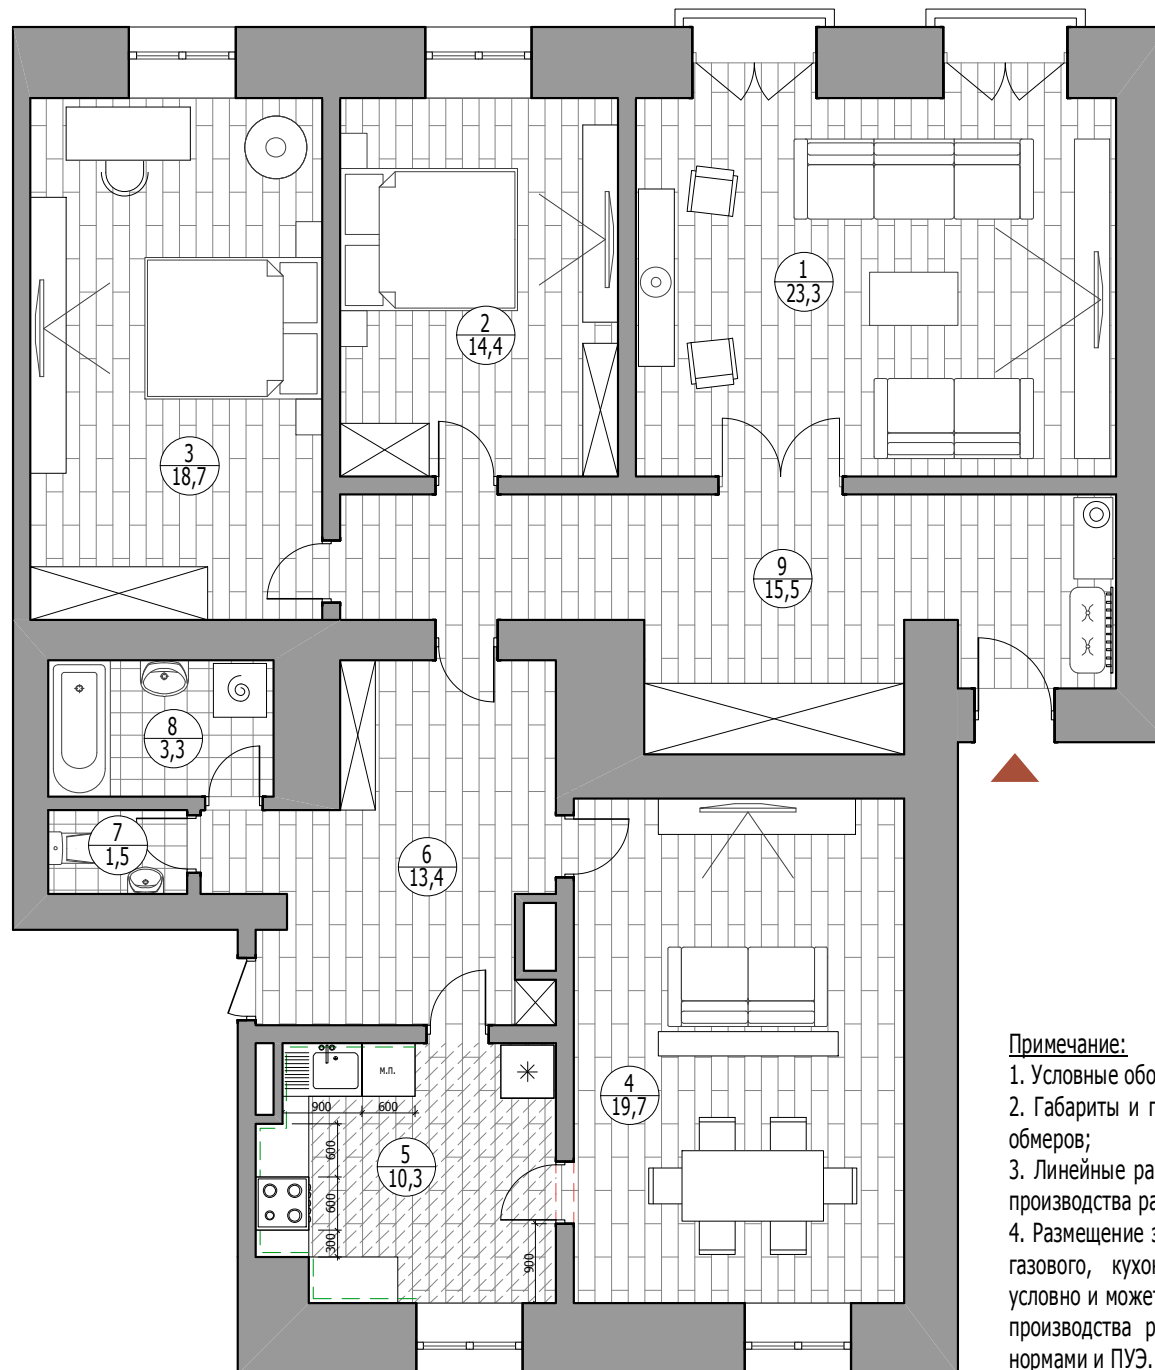 1
23,3
2
14,4
3
18,7
9
15,5
8
3,3
7
1,5
6
13,4
м.п.
900
600
600
600
300
900
5
10,3
4
19,7
Примечание:
1. Условные обо
2. Габариты и п
обмеров;
3. Линейные ра
производства ра
4. Размещение э
газового, кухон
условно и может
производства р
нормами и ПУЭ.